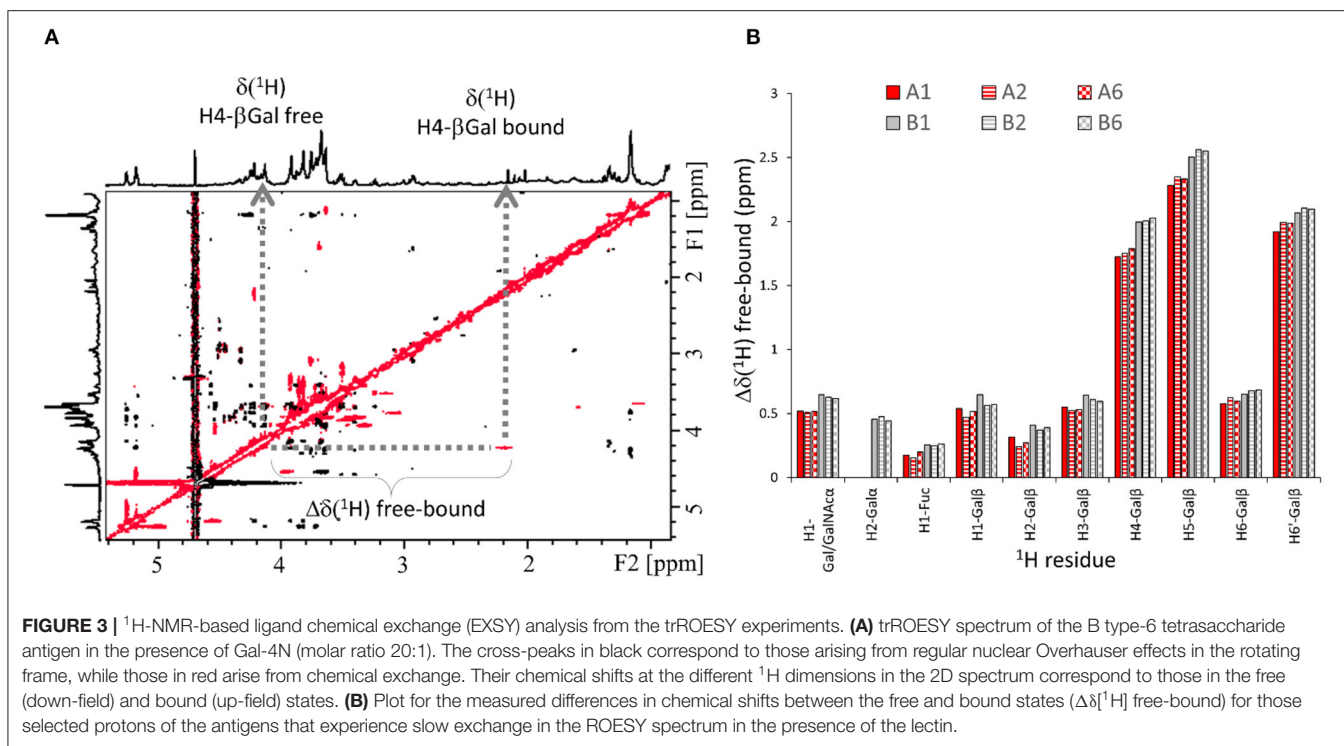 A
δ(¹H)
H4-βGal free
δ(¹H)
H4-βGal bound
F1 [ppm]
2
3
4
5
Δδ(¹H) free-bound
5
4
3
2
F2 [ppm]
B
A1
A2
A6
B1
B2
B6
Δδ(¹H) free-bound (ppm)
3
2.5
2
1.5
1
0.5
0
H1-
Gal/GalNAcα
H2-Galα
H1-Fuc
H1-Galβ
H2-Galβ
H3-Galβ
H4-Galβ
H5-Galβ
H6-Galβ
H6'-Galβ
¹H residue
FIGURE 3 | ¹H-NMR-based ligand chemical exchange (EXSY) analysis from the trROESY experiments. (A) trROESY spectrum of the B type-6 tetrasaccharide
antigen in the presence of Gal-4N (molar ratio 20:1). The cross-peaks in black correspond to those arising from regular nuclear Overhauser effects in the rotating
frame, while those in red arise from chemical exchange. Their chemical shifts at the different ¹H dimensions in the 2D spectrum correspond to those in the free
(down-field) and bound (up-field) states. (B) Plot for the measured differences in chemical shifts between the free and bound states (Δδ[¹H] free-bound) for those
selected protons of the antigens that experience slow exchange in the ROESY spectrum in the presence of the lectin.